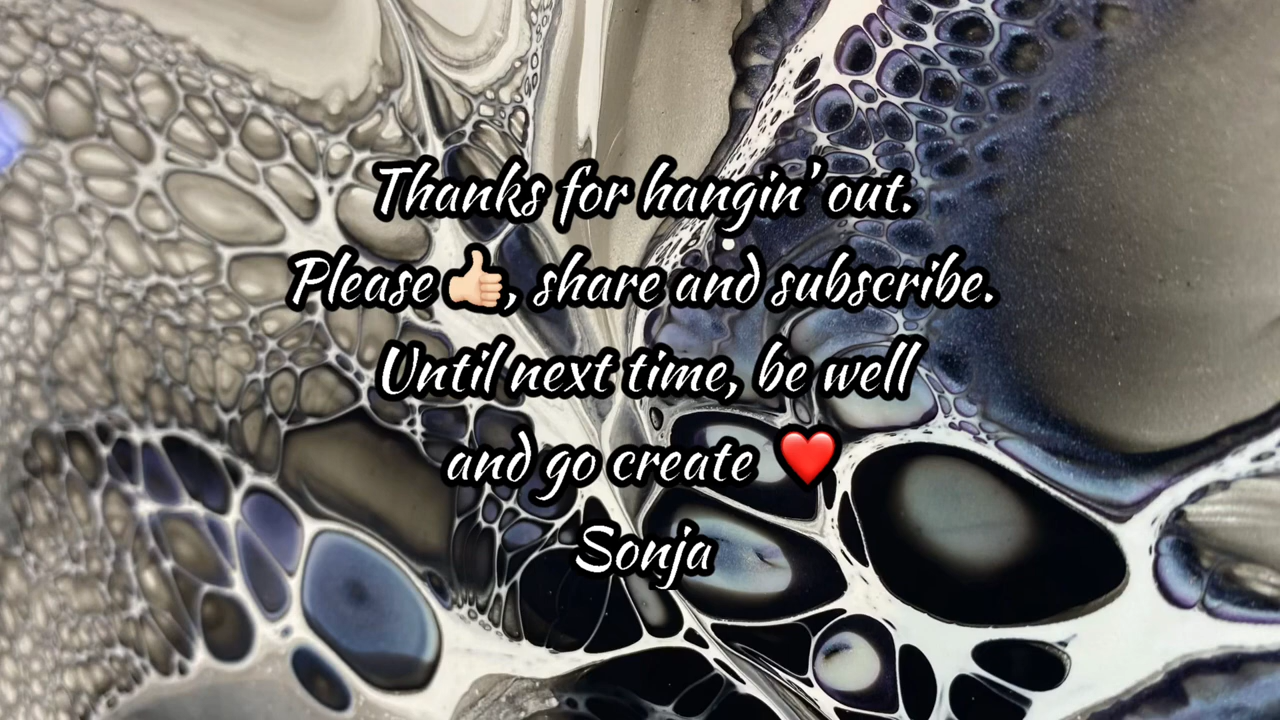 Thanks for hangin' out.
Please 👍🏻, share and subscribe.
Until next time, be well
and go create ❤️
Sonja